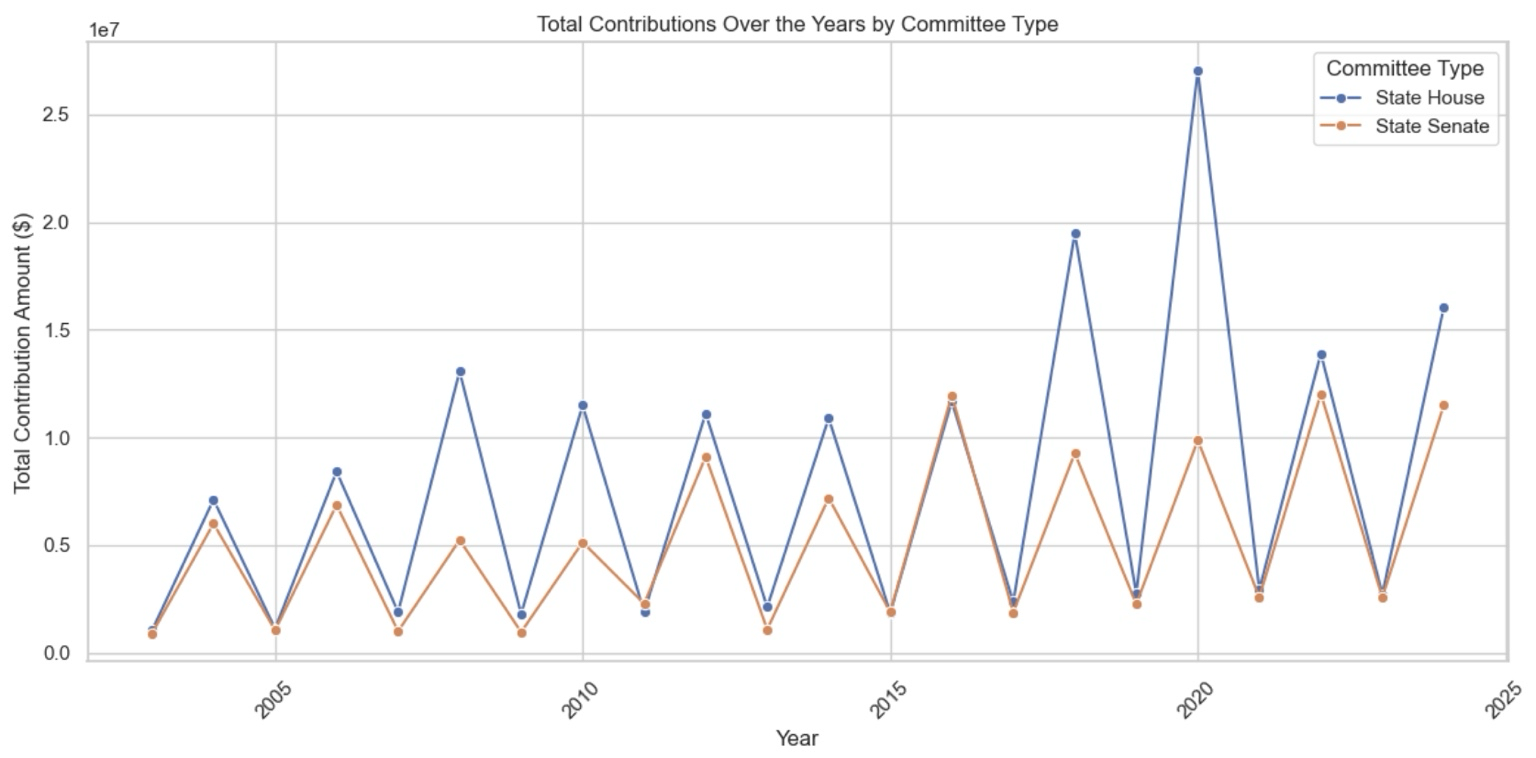 Total Contributions Over the Years by Committee Type
1e7
Committee Type
State House
State Senate
Total Contribution Amount ($)
2.5
2.0
1.5
1.0
0.5
0.0
2005
2010
2015
2020
2025
Year